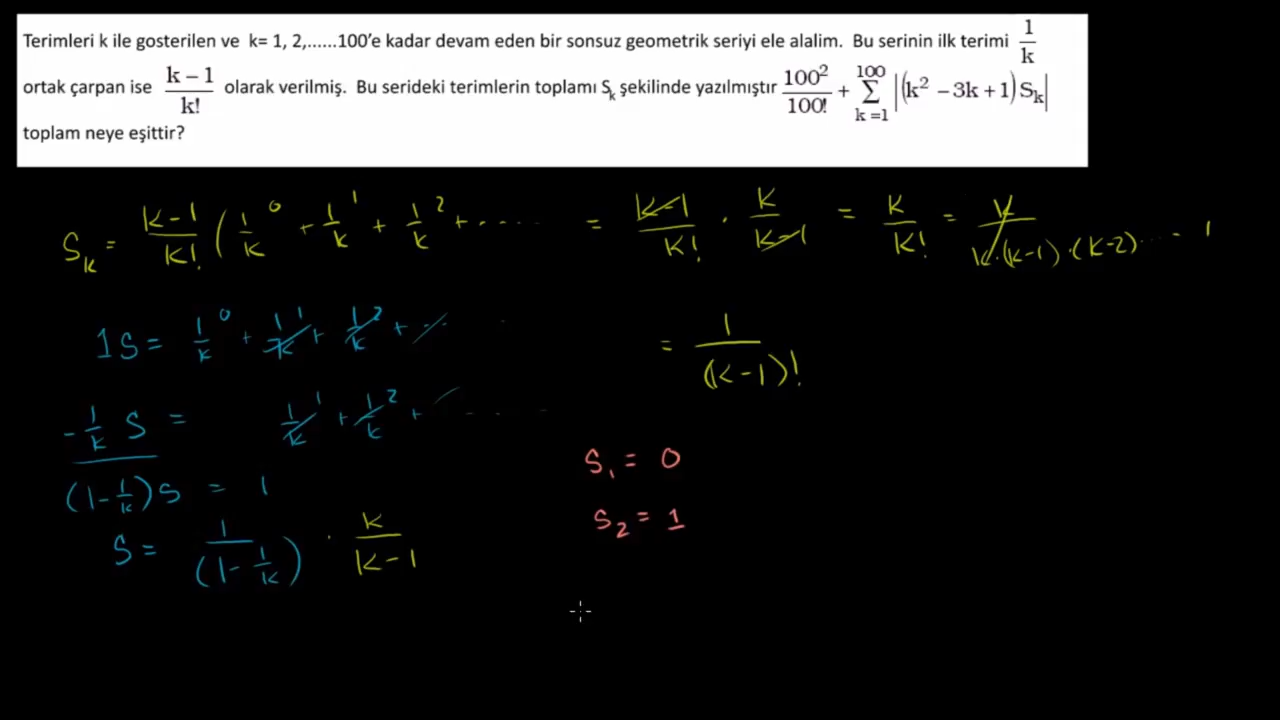 Terimleri k ile gosterilen ve k= 1, 2,......100'e kadar devam eden bir sonsuz geometrik seriyi ele alalim. Bu serinin ilk terimi 1/k
ortak çarpan ise (k – 1)/k! olarak verilmiş. Bu serideki terimlerin toplamı S_k şekilinde yazılmıştır 100²/100! + Σ_{k=1}^{100} |(k² – 3k + 1) S_k|
toplam neye eşittir?
S_k = (k-1)/k! ( 1/k^0 + 1/k^1 + 1/k^2 + ..... = (k-1)/k! · k/(k-1) = k/k! = k/(k·(k-1)·(k-2)....1)
1S = 1/k^0 + 1/k^1 + 1/k^2 + ...
= 1/(k-1)!
-1/k S = 1/k^1 + 1/k^2 + ....
S_1 = 0
(1-1/k)S = 1
S_2 = 1
S = 1/(1-1/k) · k/(k-1)